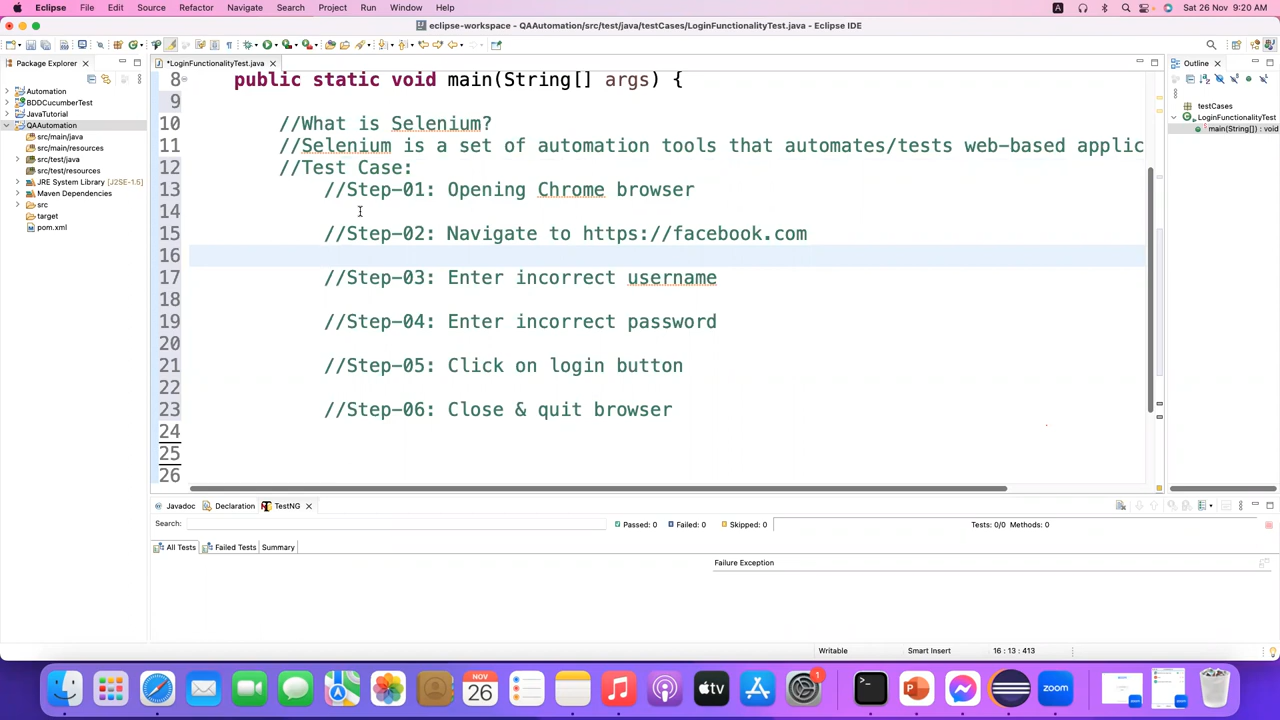 Eclipse File Edit Source Refactor Navigate Search Project Run Window Help A Sat 26 Nov 9:20 AM
eclipse-workspace - QAAutomation/src/test/java/testCases/LoginFunctionalityTest.java - Eclipse IDE
Package Explorer
Automation
BDDCucumberTest
JavaTutorial
QAAutomation
src/main/java
src/main/resources
src/test/java
src/test/resources
JRE System Library [J2SE-1.5]
Maven Dependencies
src
target
pom.xml
*LoginFunctionalityTest.java
8 public static void main(String[] args) {
9
10 //What is Selenium?
11 //Selenium is a set of automation tools that automates/tests web-based applic
12 //Test Case:
13 //Step-01: Opening Chrome browser
14
15 //Step-02: Navigate to https://facebook.com
16
17 //Step-03: Enter incorrect username
18
19 //Step-04: Enter incorrect password
20
21 //Step-05: Click on login button
22
23 //Step-06: Close & quit browser
24
25
26
Outline
testCases
LoginFunctionalityTest
main(String[]) : void
Javadoc Declaration TestNG
Search: Passed: 0 Failed: 0 Skipped: 0 Tests: 0/0 Methods: 0
All Tests Failed Tests Summary
Failure Exception
Writable Smart Insert 16 : 13 : 413
NOV
26
tv
1
zoom